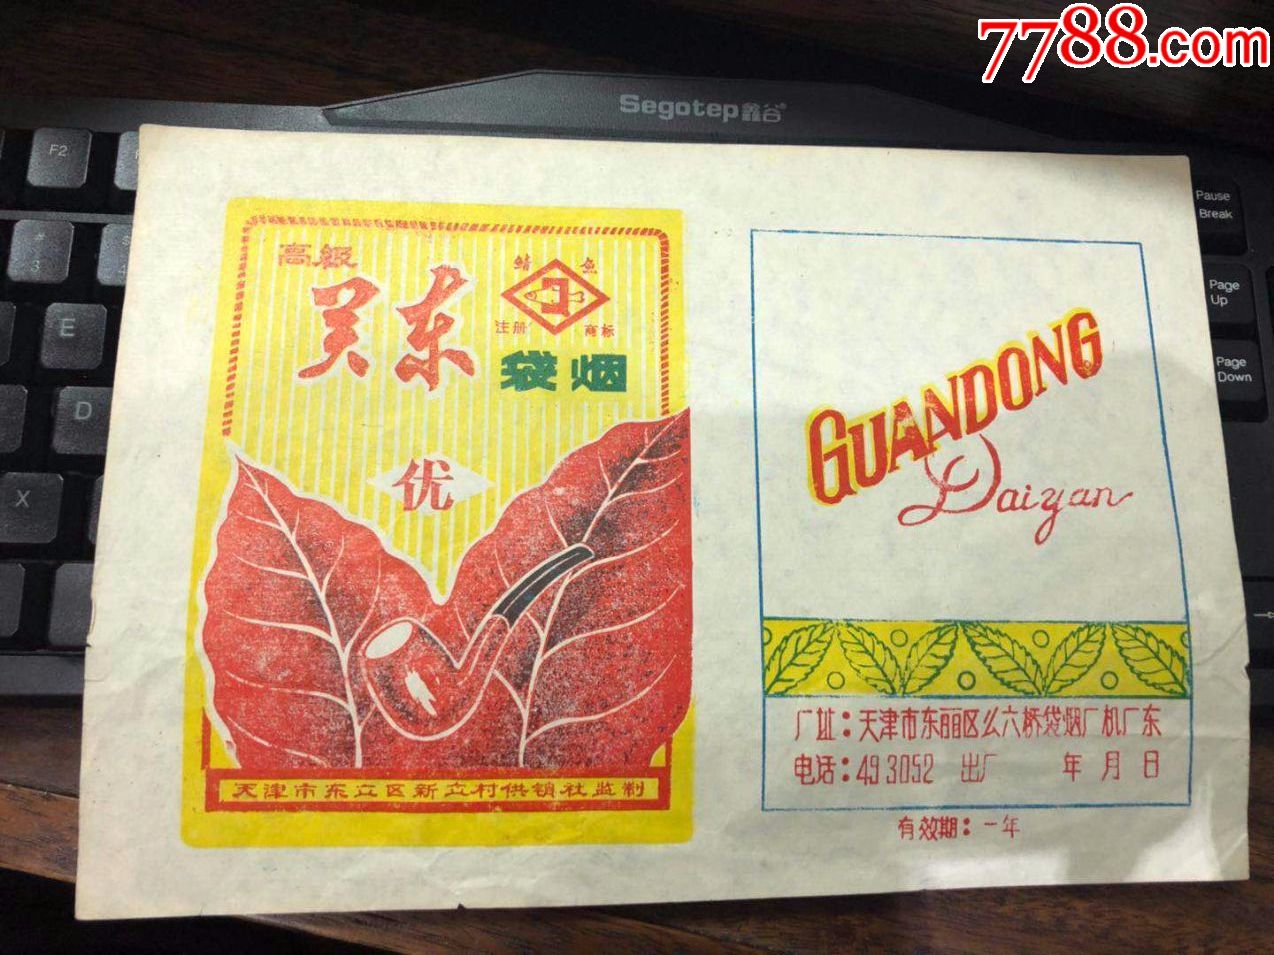 7788.com
Segotep鑫谷
F2
Pause
Break
Page
Up
Page
Down
3
E
D
X
高级
关东
鲭 鱼
注册 商标
袋烟
优
天津市东立区新立村供销社监制
GUANDONG
Daiyan
厂址：天津市东丽区么六桥袋烟厂机厂东
电话：49 3052 出厂 年 月 日
有效期：一年